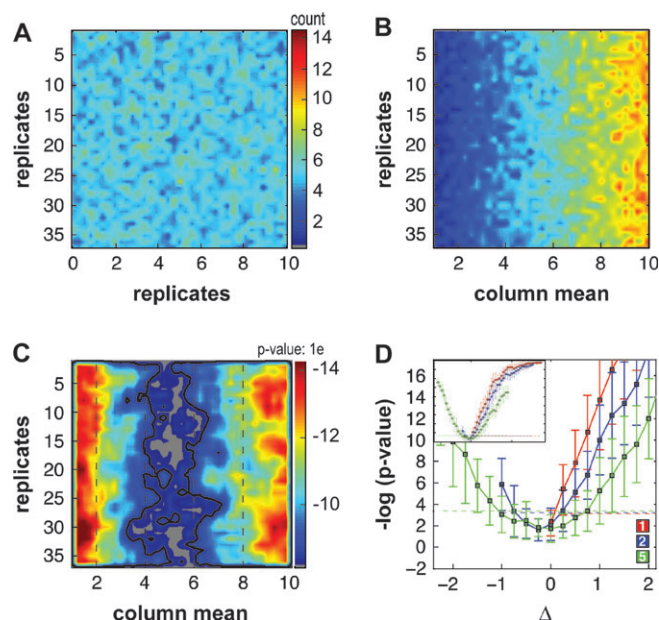 A
count
replicates
5
10
15
20
25
30
35
0 2 4 6 8 10
replicates
14
12
10
8
6
4
2
B
replicates
5
10
15
20
25
30
35
2 4 6 8 10
column mean
C
p-value: 1e
replicates
5
10
15
20
25
30
35
2 4 6 8 10
column mean
-14
-12
-10
D
-log (p-value)
16
14
12
10
8
6
4
2
0
−2
−2 −1 0 1 2
Δ
1
2
5